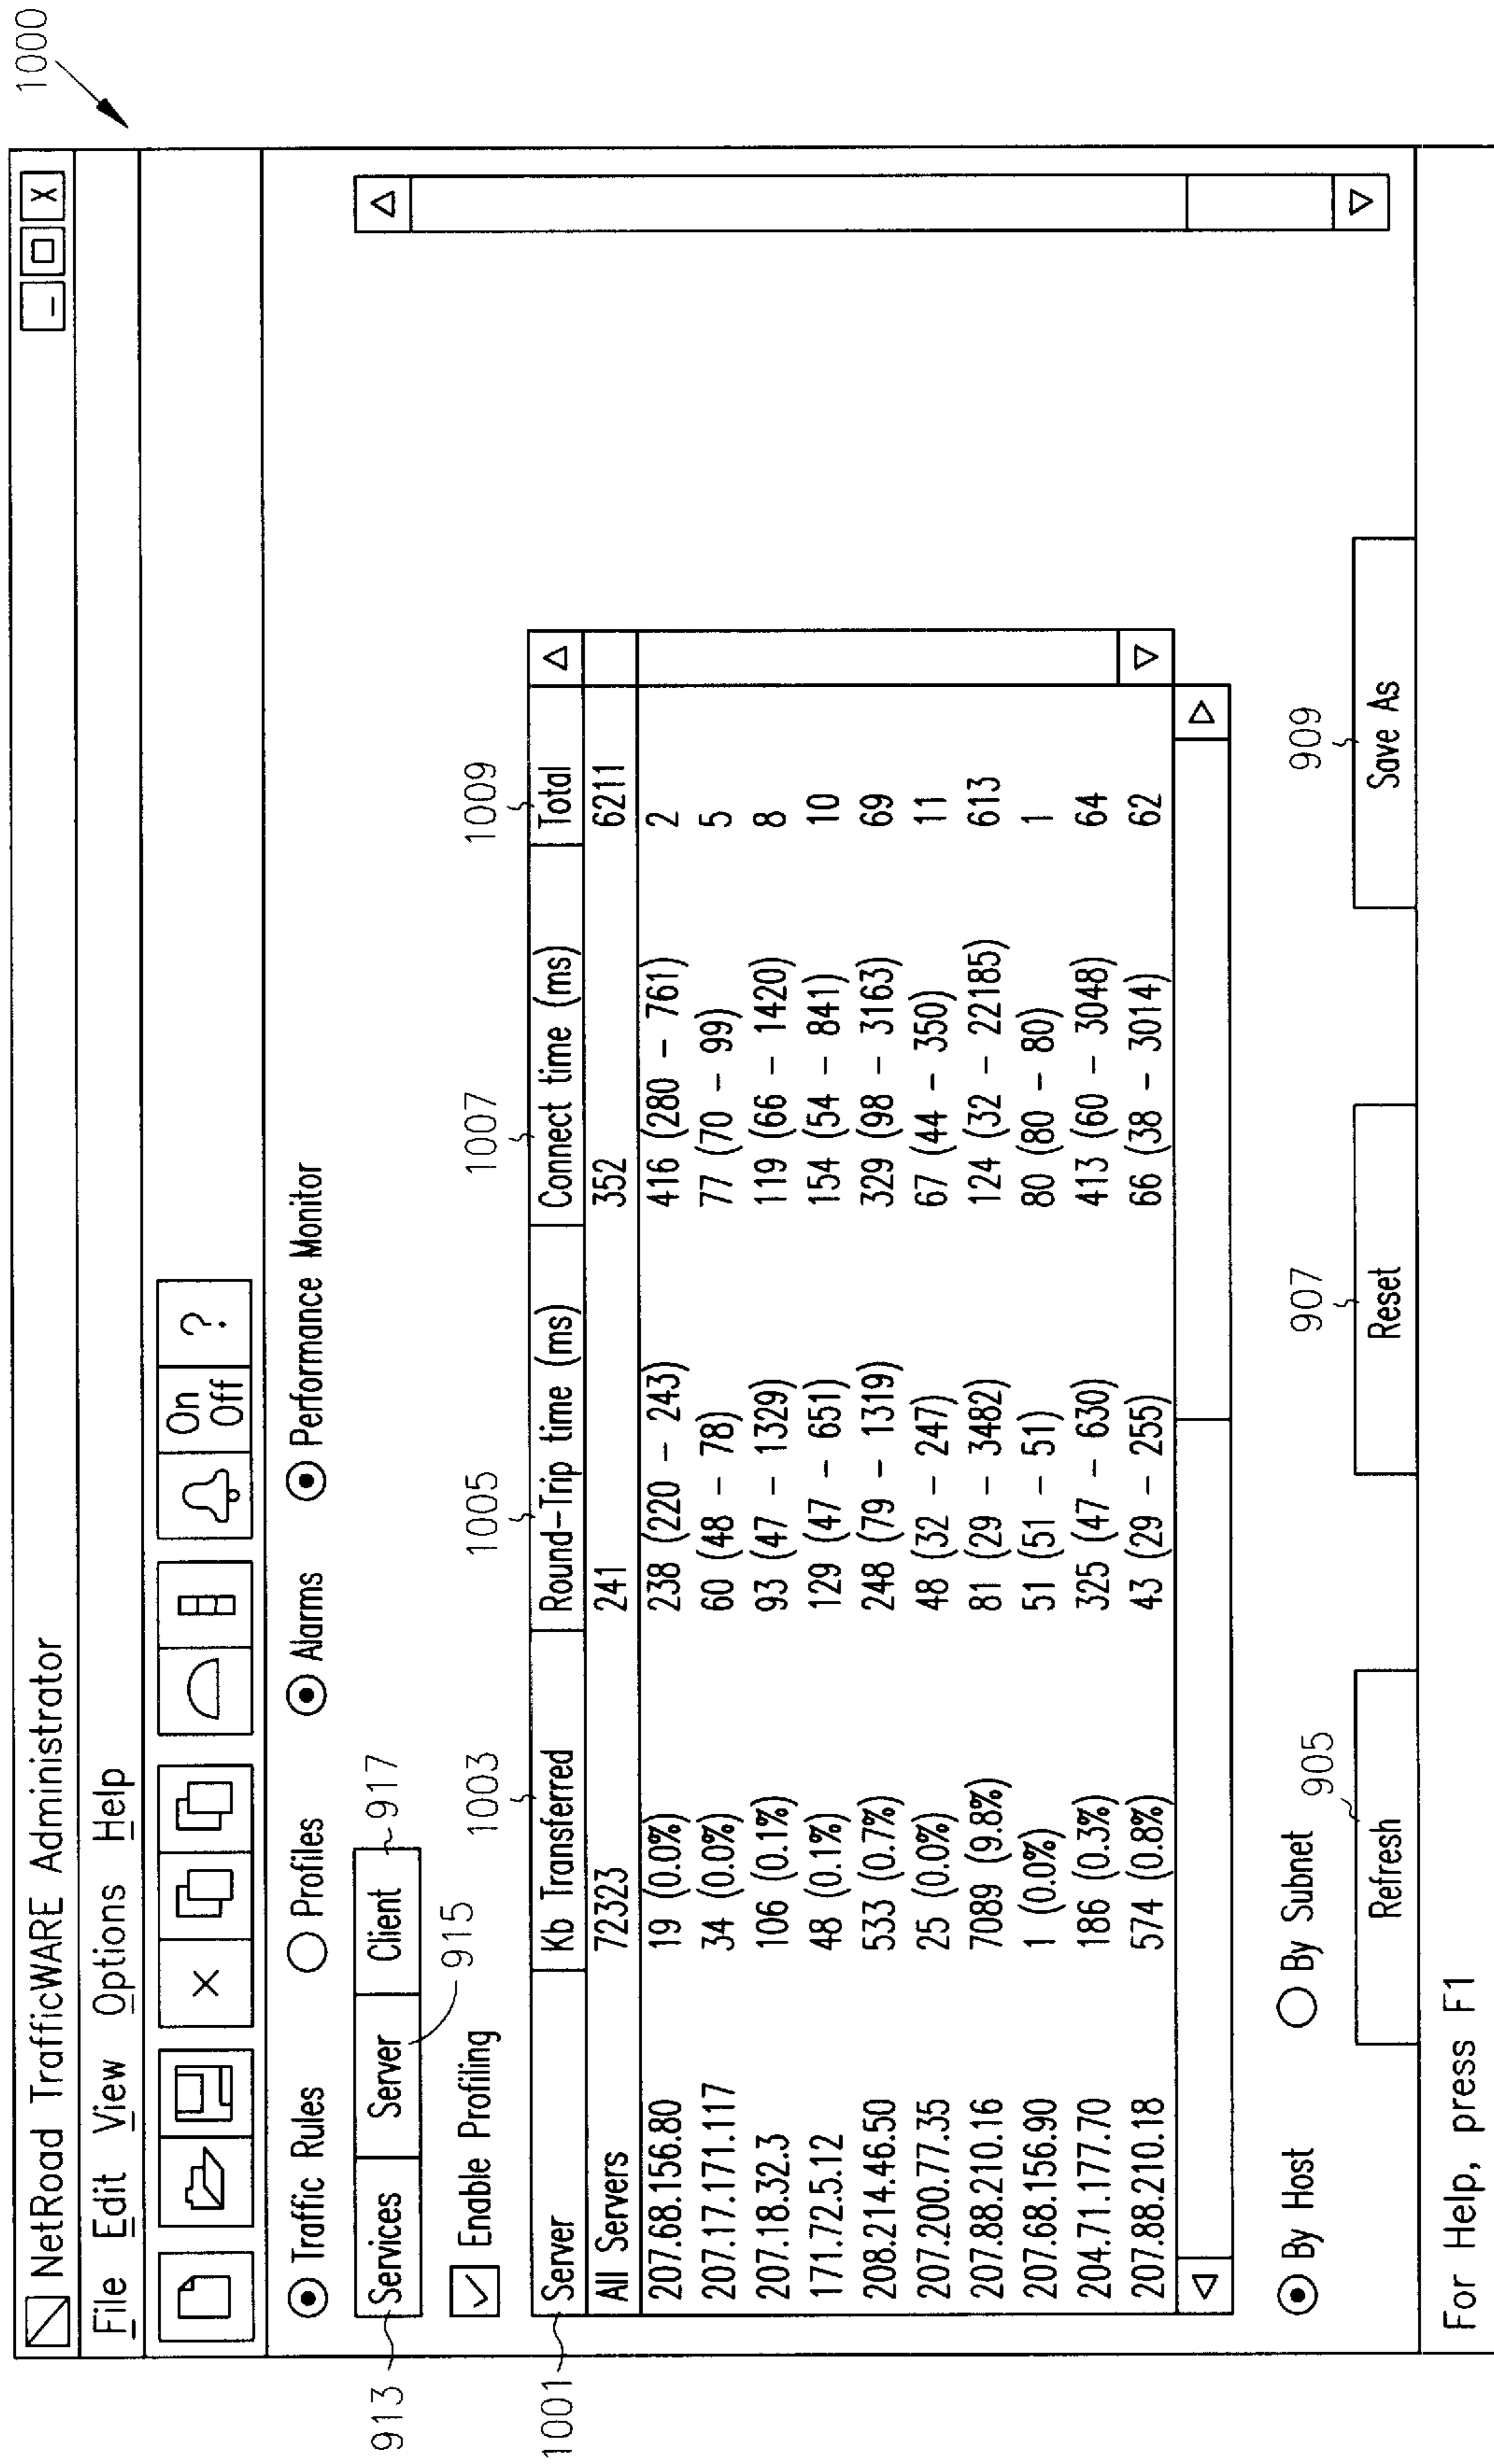 1000
NetRoad TrafficWARE Administrator
_ X
File Edit View Options Help
X On Off ?
Traffic Rules Profiles Alarms Performance Monitor
913 Services Server Client 917
915
Enable Profiling
1003 1005 1007 1009
1001 Server Kb Transferred Round-Trip time (ms) Connect time (ms) Total
All Servers 72323 241 352 6211
207.68.156.80 19 (0.0%) 238 (220 - 243) 416 (280 - 761) 2
207.17.171.117 34 (0.0%) 60 (48 - 78) 77 (70 - 99) 5
207.18.32.3 106 (0.1%) 93 (47 - 1329) 119 (66 - 1420) 8
171.72.5.12 48 (0.1%) 129 (47 - 651) 154 (54 - 841) 10
208.214.46.50 533 (0.7%) 248 (79 - 1319) 329 (98 - 3163) 69
207.200.77.35 25 (0.0%) 48 (32 - 247) 67 (44 - 350) 11
207.88.210.16 7089 (9.8%) 81 (29 - 3482) 124 (32 - 22185) 613
207.68.156.90 1 (0.0%) 51 (51 - 51) 80 (80 - 80) 1
204.71.177.70 186 (0.3%) 325 (47 - 630) 413 (60 - 3048) 64
207.88.210.18 574 (0.8%) 43 (29 - 255) 66 (38 - 3014) 62
By Host By Subnet
905 907 909
Refresh Reset Save As
For Help, press F1